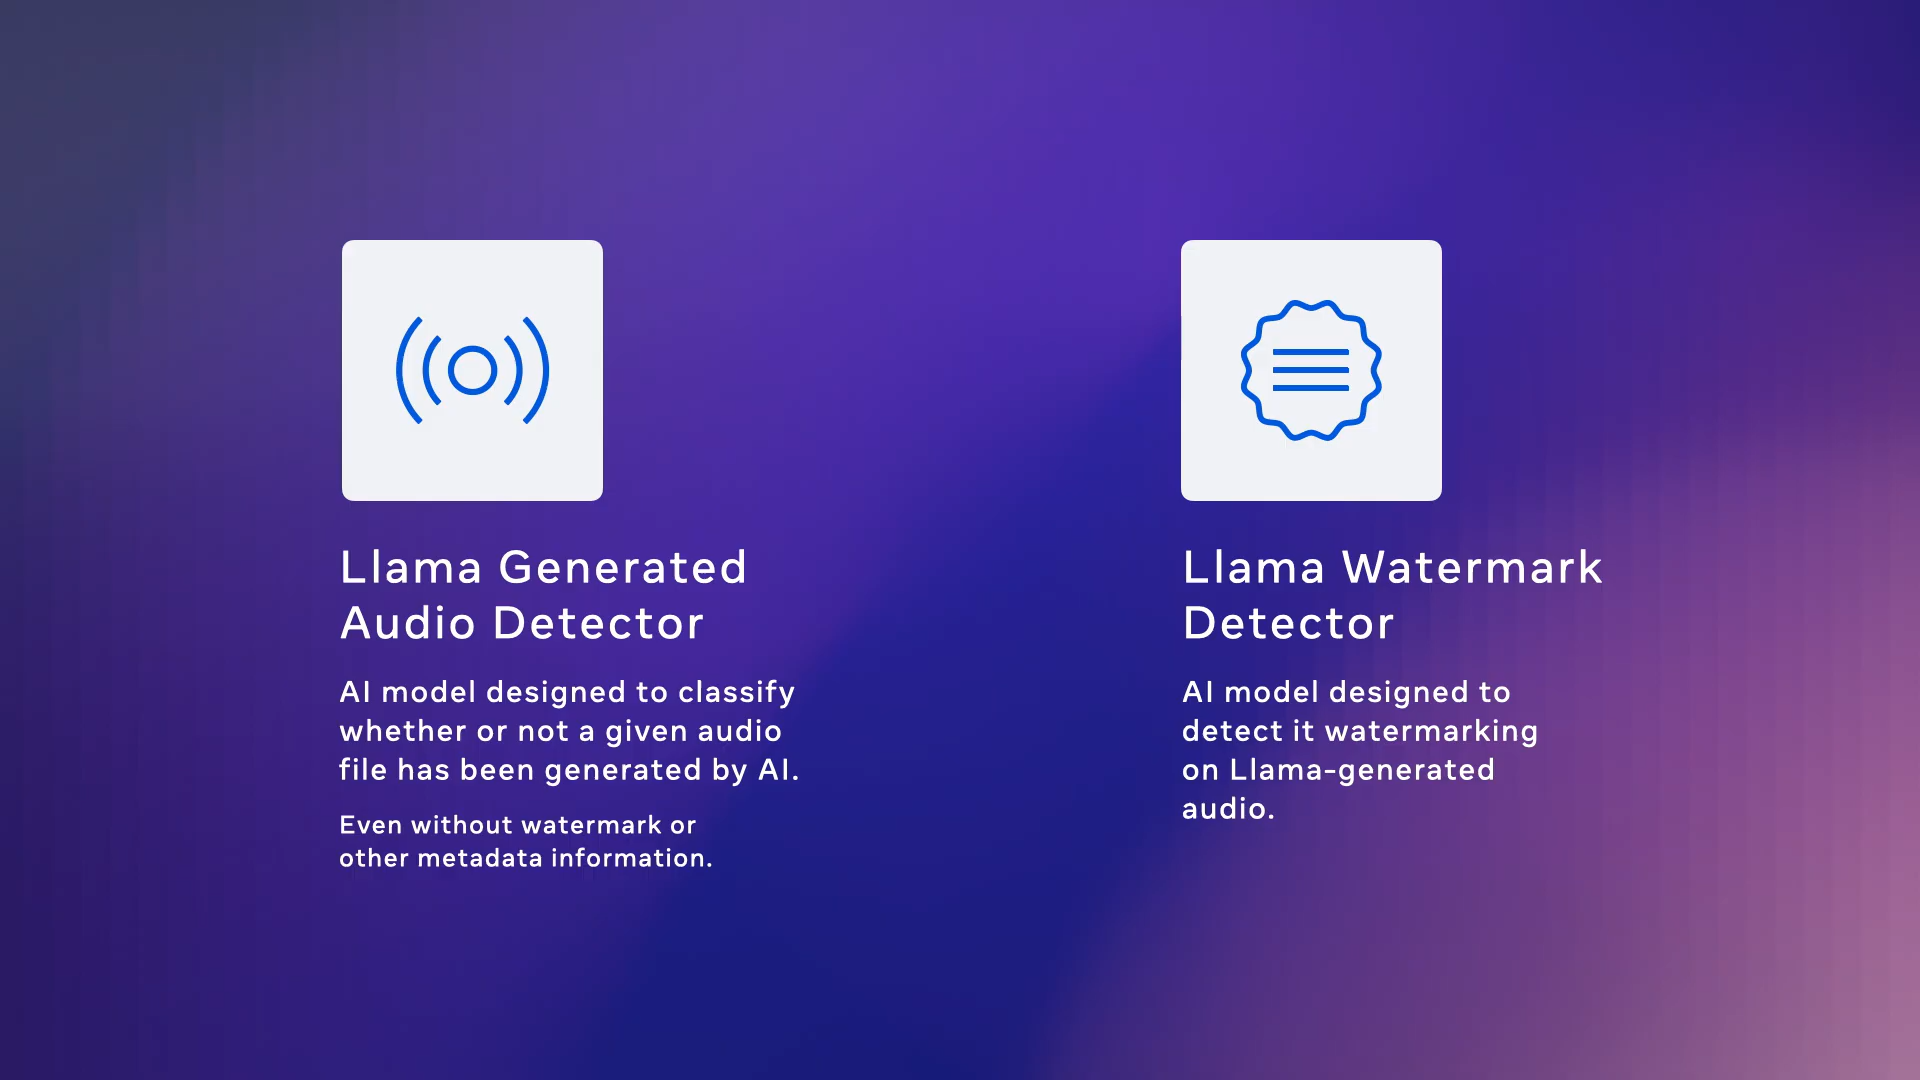 Llama Generated
Audio Detector
AI model designed to classify
whether or not a given audio
file has been generated by AI.
Even without watermark or
other metadata information.
Llama Watermark
Detector
AI model designed to
detect it watermarking
on Llama-generated
audio.